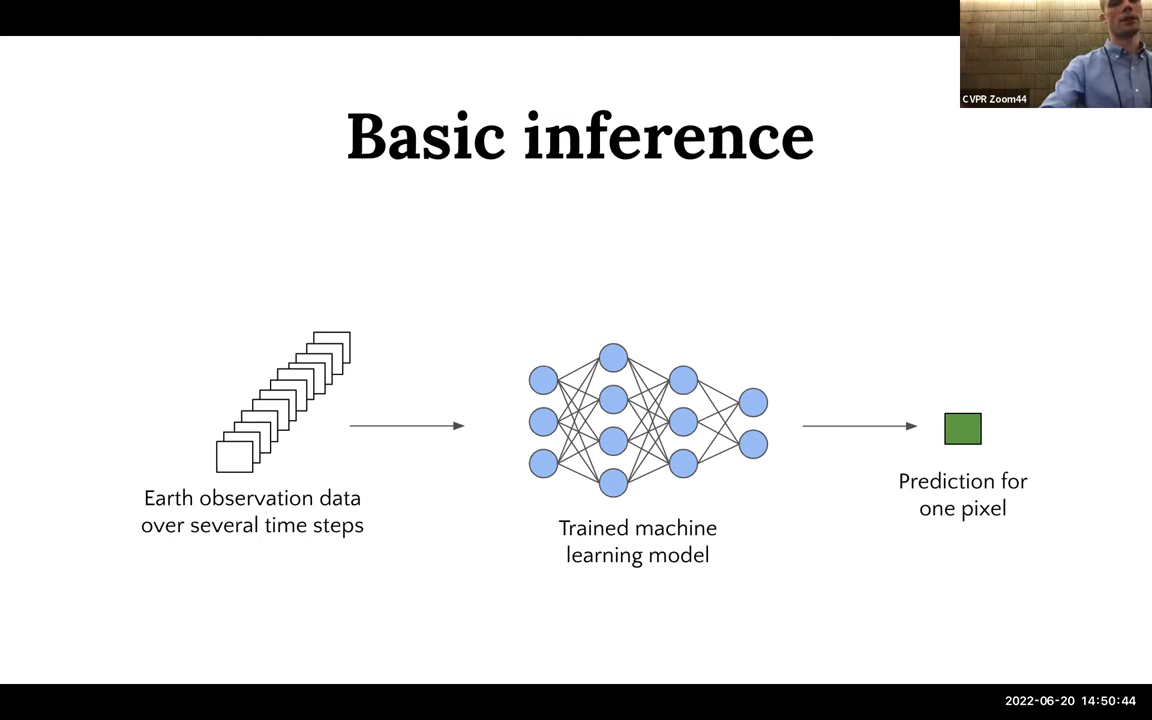 CVPR Zoom44
Basic inference
Earth observation data
over several time steps
Trained machine
learning model
Prediction for
one pixel
2022-06-20 14:50:44